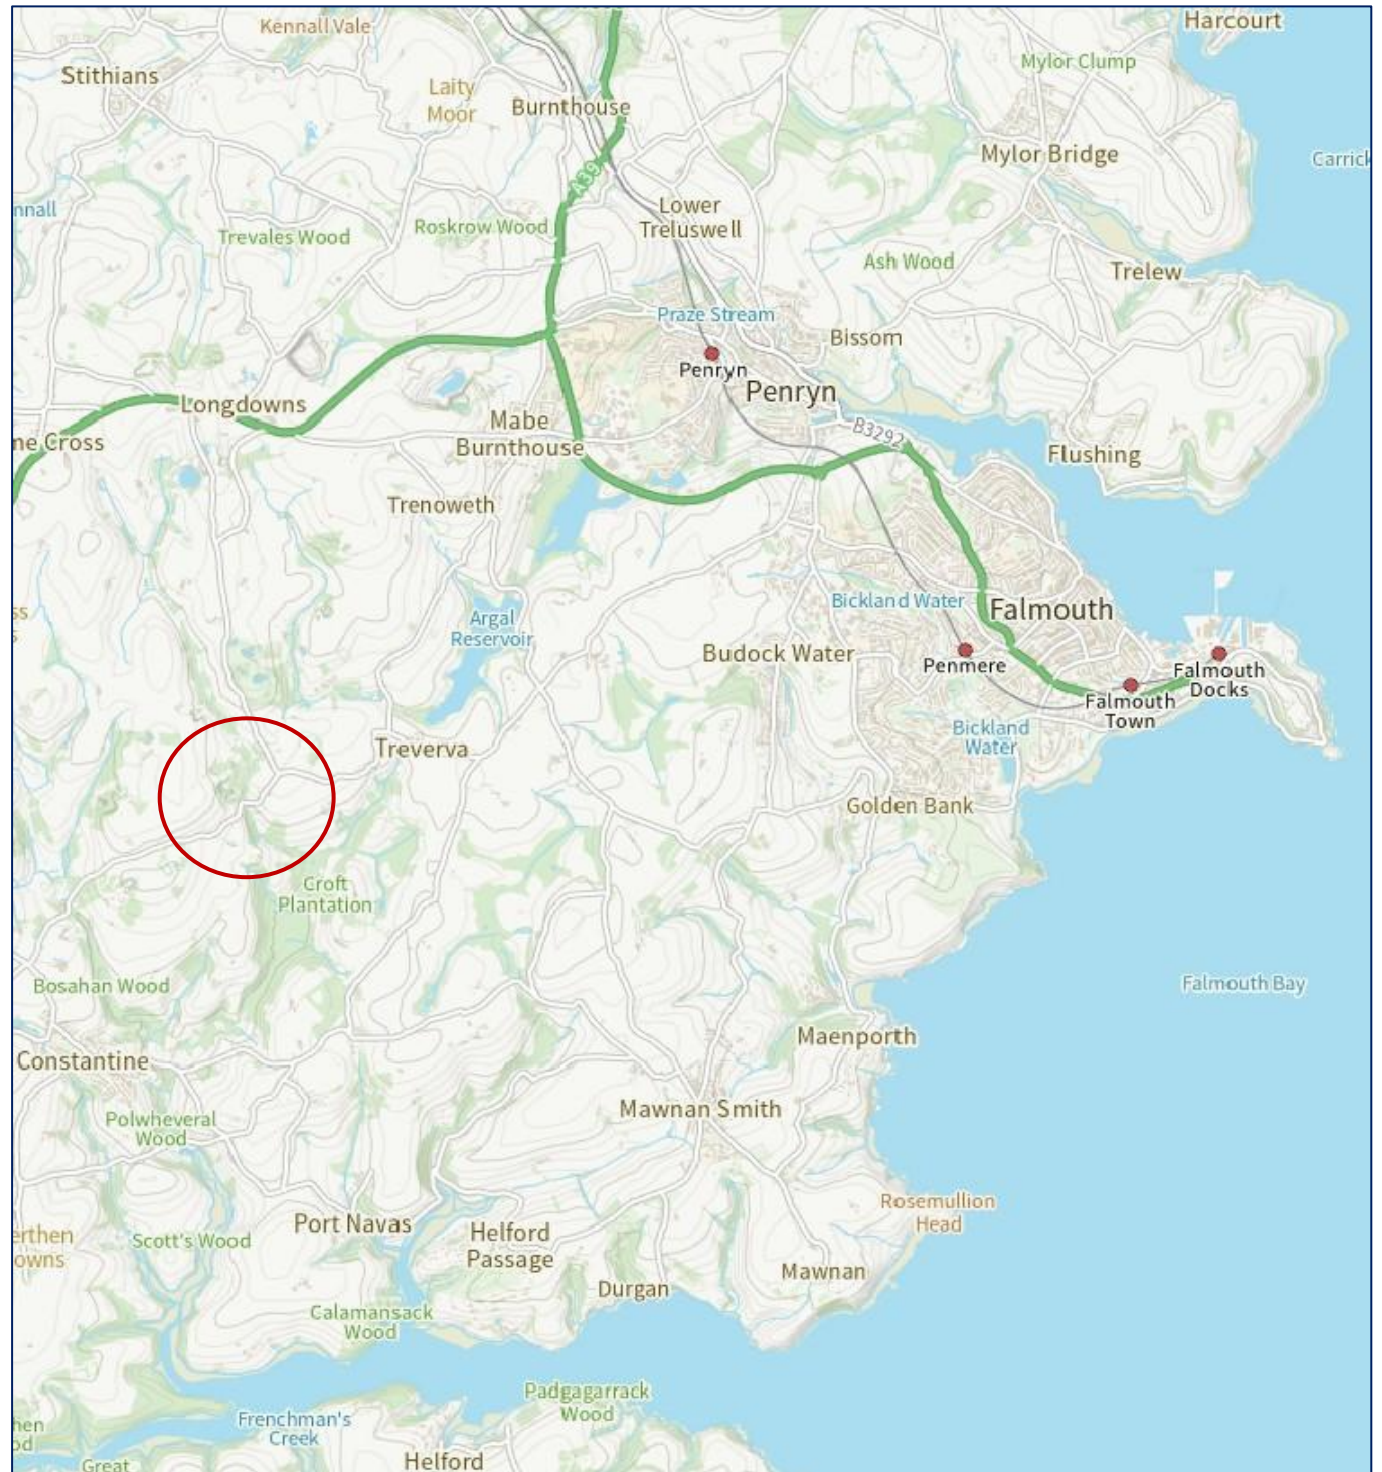 Harcourt
Kennall Vale
Stithians
Mylor Clump
Laity
Moor
Burnthouse
Mylor Bridge
Carrick
A39
nnall
Lower
Treluswell
Trevales Wood
Roskrow Wood
Ash Wood
Trelew
Praze Stream
Bissom
Penryn
Penryn
Longdowns
Mabe
Burnthouse
B3292
ne Cross
Flushing
Trenoweth
Argal
Reservoir
Bickland Water
Falmouth
ss
s
Budock Water
Penmere
Falmouth
Docks
Falmouth
Town
Treverva
Bickland
Water
Golden Bank
Croft
Plantation
Bosahan Wood
Falmouth Bay
Maenporth
Constantine
Mawnan Smith
Polwheveral
Wood
Rosemullion
Head
Port Navas
Helford
Passage
erthen
owns
Scott's Wood
Mawnan
Durgan
Calamansack
Wood
Padgagarrack
Wood
Frenchman's
Creek
hen
od
Helford
Great